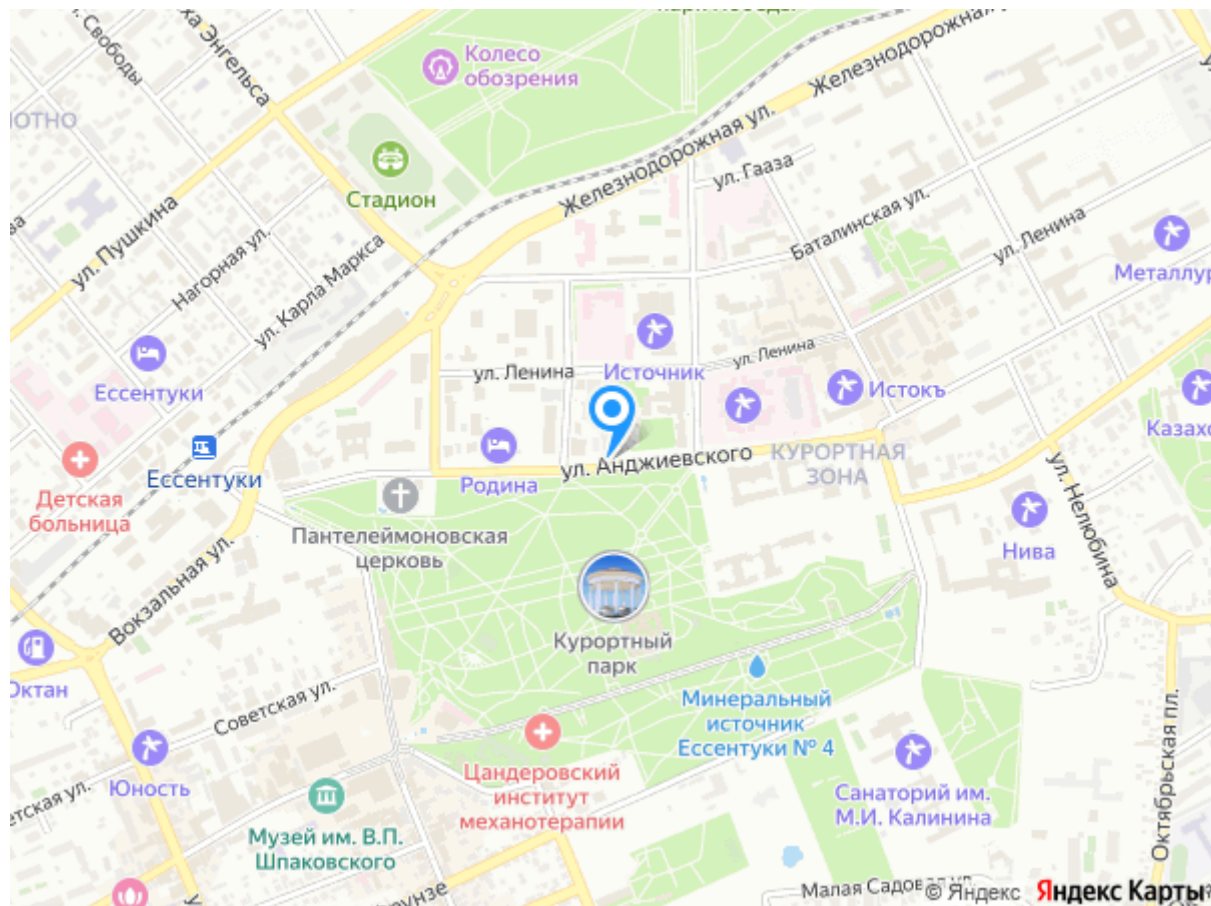 ул. Свободы
Энгельса
Колесо
обозрения
Железнодорожная
Железнодорожная ул.
ул. Гааза
Стадион
ул. Пушкина
Нагорная ул.
ул. Карла Маркса
Баталинская ул.
ул. Ленина
Металлур
Ессентуки
ул. Ленина
Источник
ул. Ленина
Истокъ
Казахс
Ессентуки
Детская
больница
Родина
ул. Анджиевского
КУРОРТНАЯ
ЗОНА
ул. Нелюбина
Нива
Пантелеймоновская
церковь
Вокзальная ул.
Курортный
парк
Октан
Советская ул.
Минеральный
источник
Ессентуки № 4
Октябрьская пл.
Юность
Цандеровский
институт
механотерапии
Санаторий им.
М.И. Калинина
етская ул.
Музей им. В.П.
Шпаковского
унзе
Малая Садовая ул.
© Яндекс Яндекс Карты